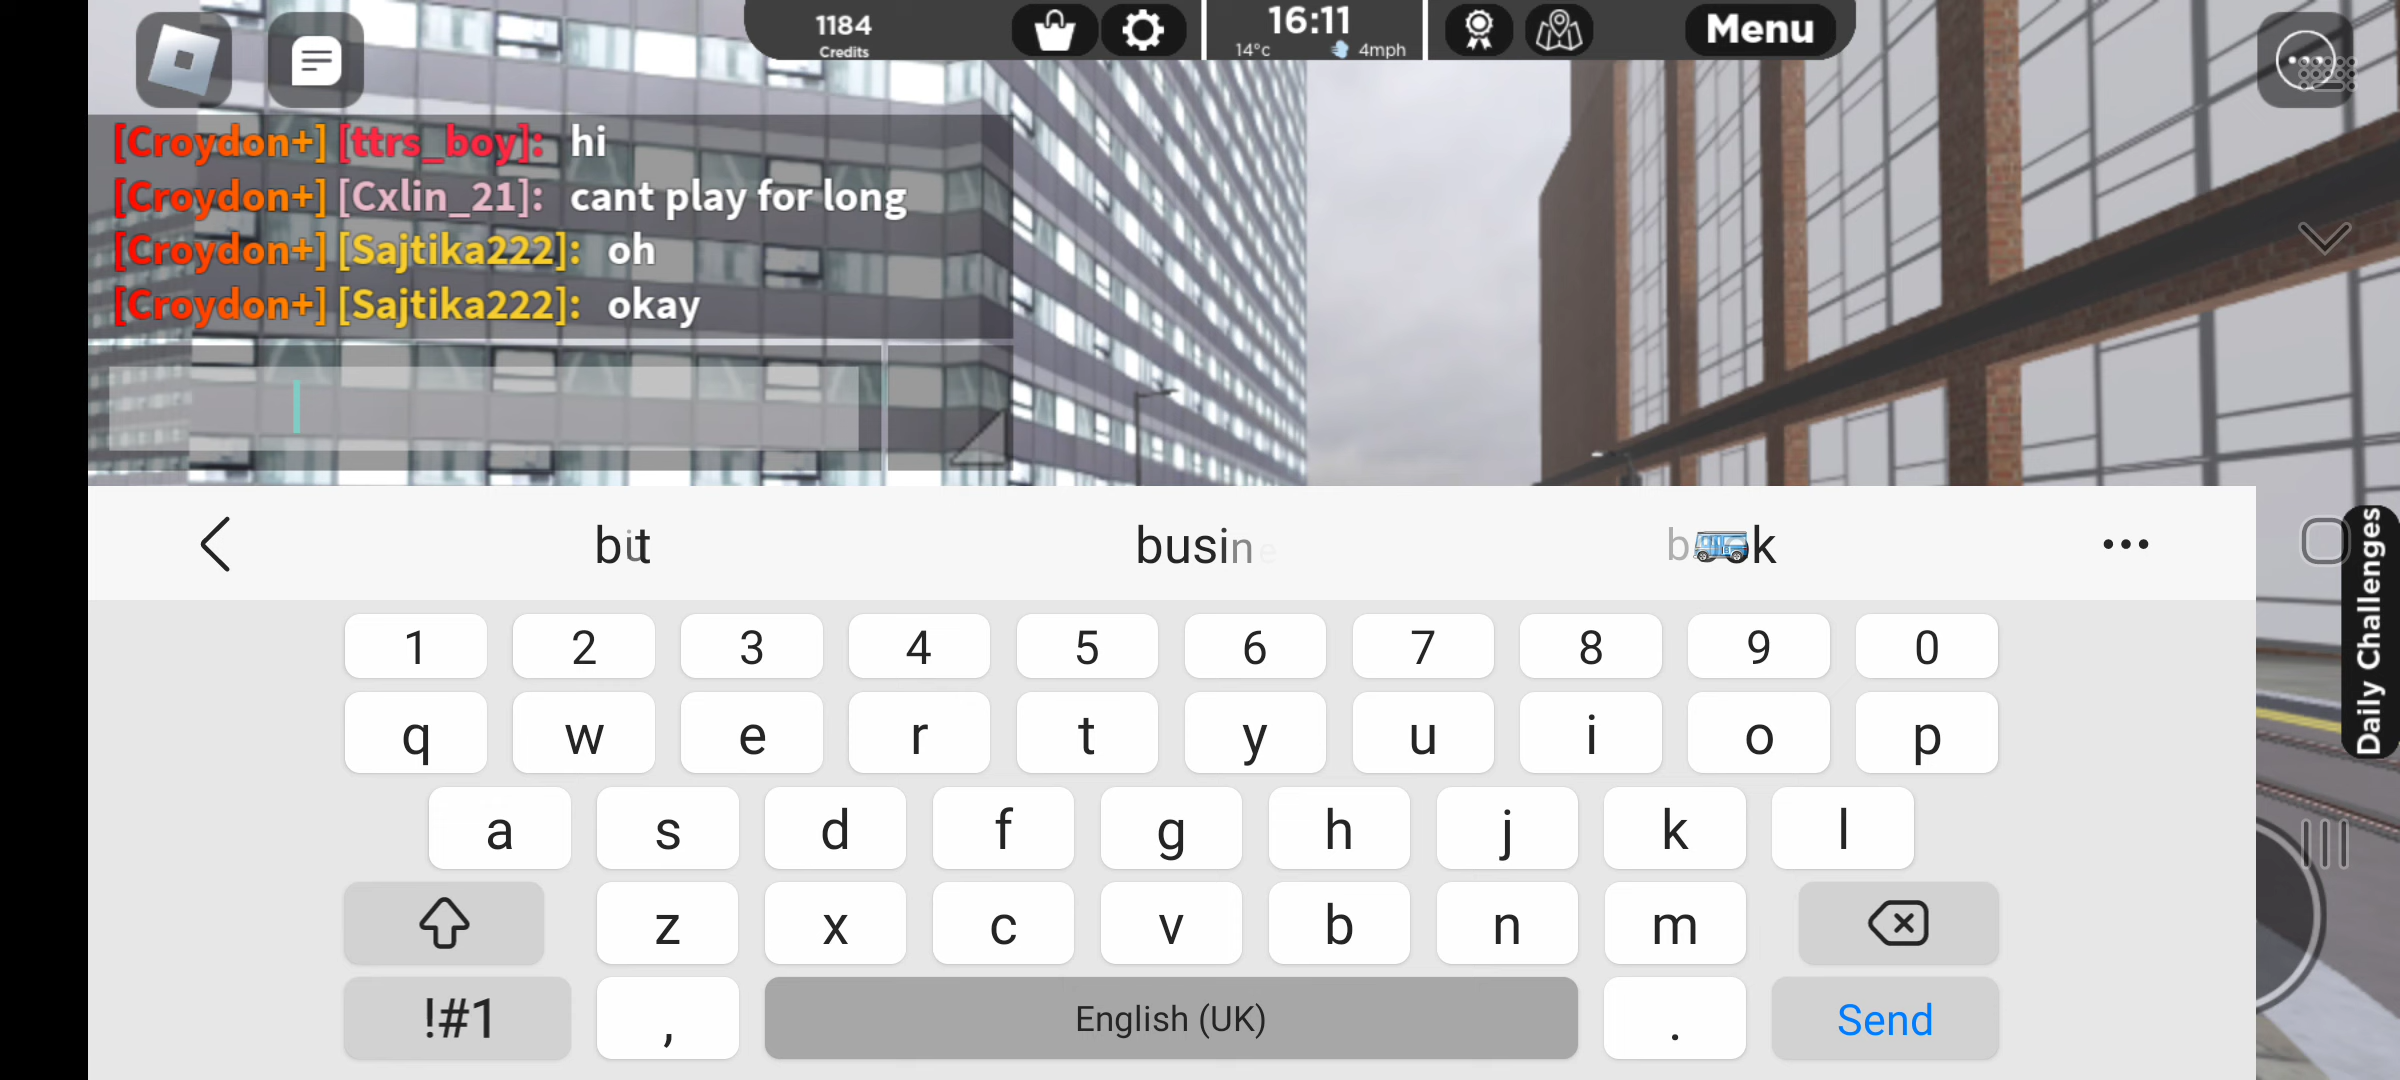 1184
Credits
16:11
14°c 4mph
Menu
[Croydon+] [ttrs_boy]: hi
[Croydon+] [Cxlin_21]: cant play for long
[Croydon+] [Sajtika222]: oh
[Croydon+] [Sajtika222]: okay
Daily Challenges
1 2 3 4 5 6 7 8 9 0
q w e r t y u i o p
a s d f g h j k l
z x c v b n m
!#1 , English (UK) . Send